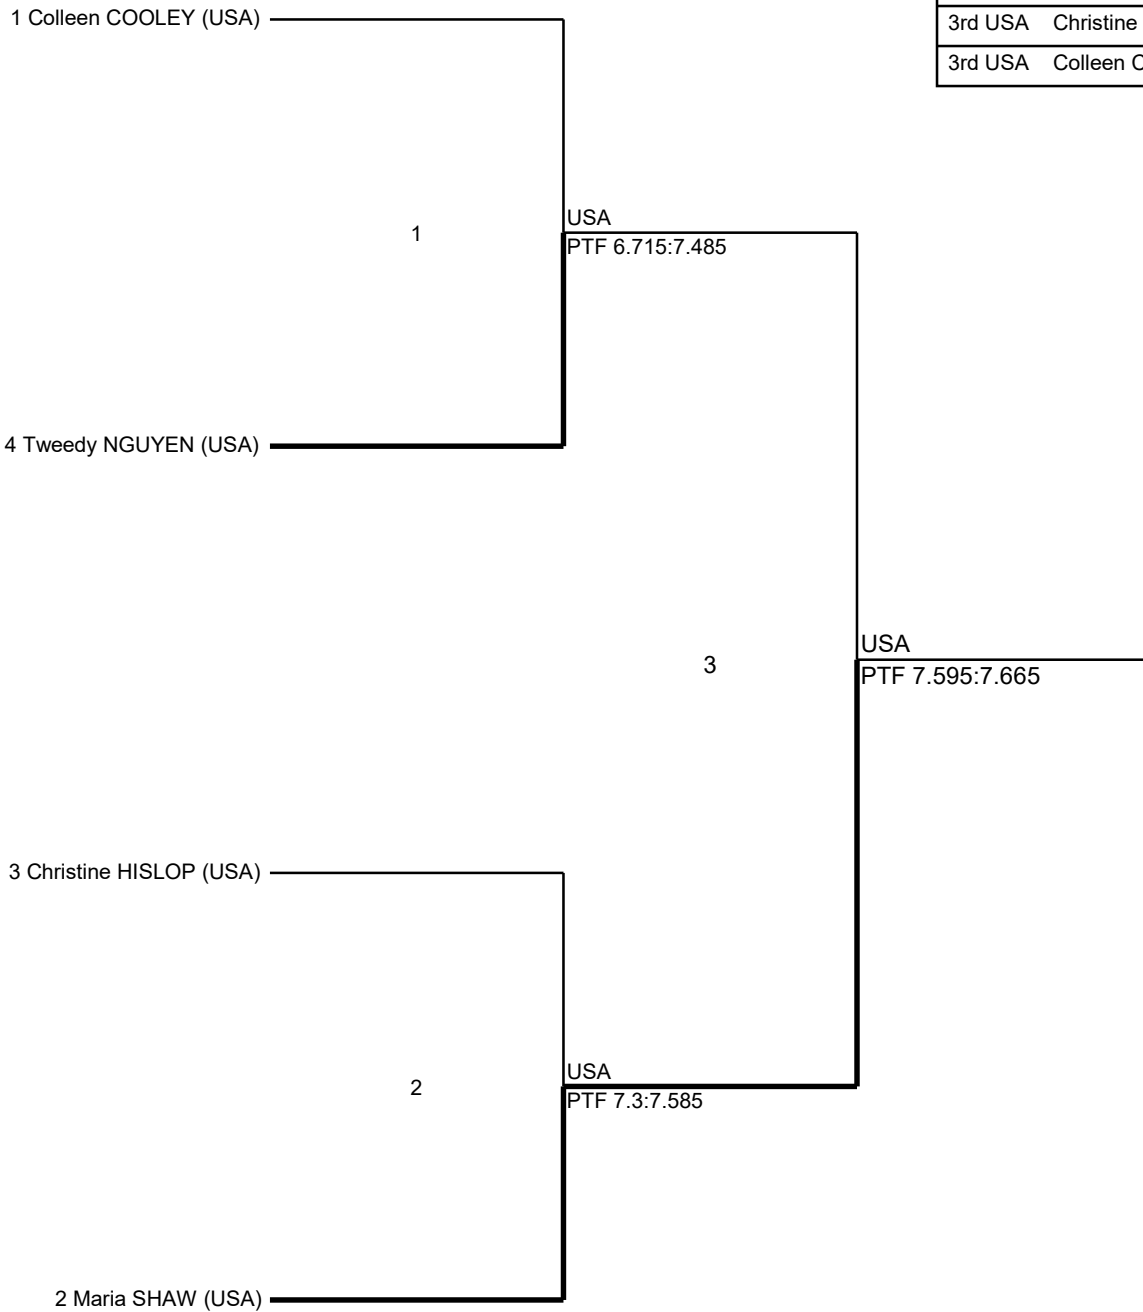 1 Colleen COOLEY (USA)
3rd USA Christine
3rd USA Colleen
1
USA
PTF 6.715:7.485
4 Tweedy NGUYEN (USA)
3
USA
PTF 7.595:7.665
3 Christine HISLOP (USA)
2
USA
PTF 7.3:7.585
2 Maria SHAW (USA)